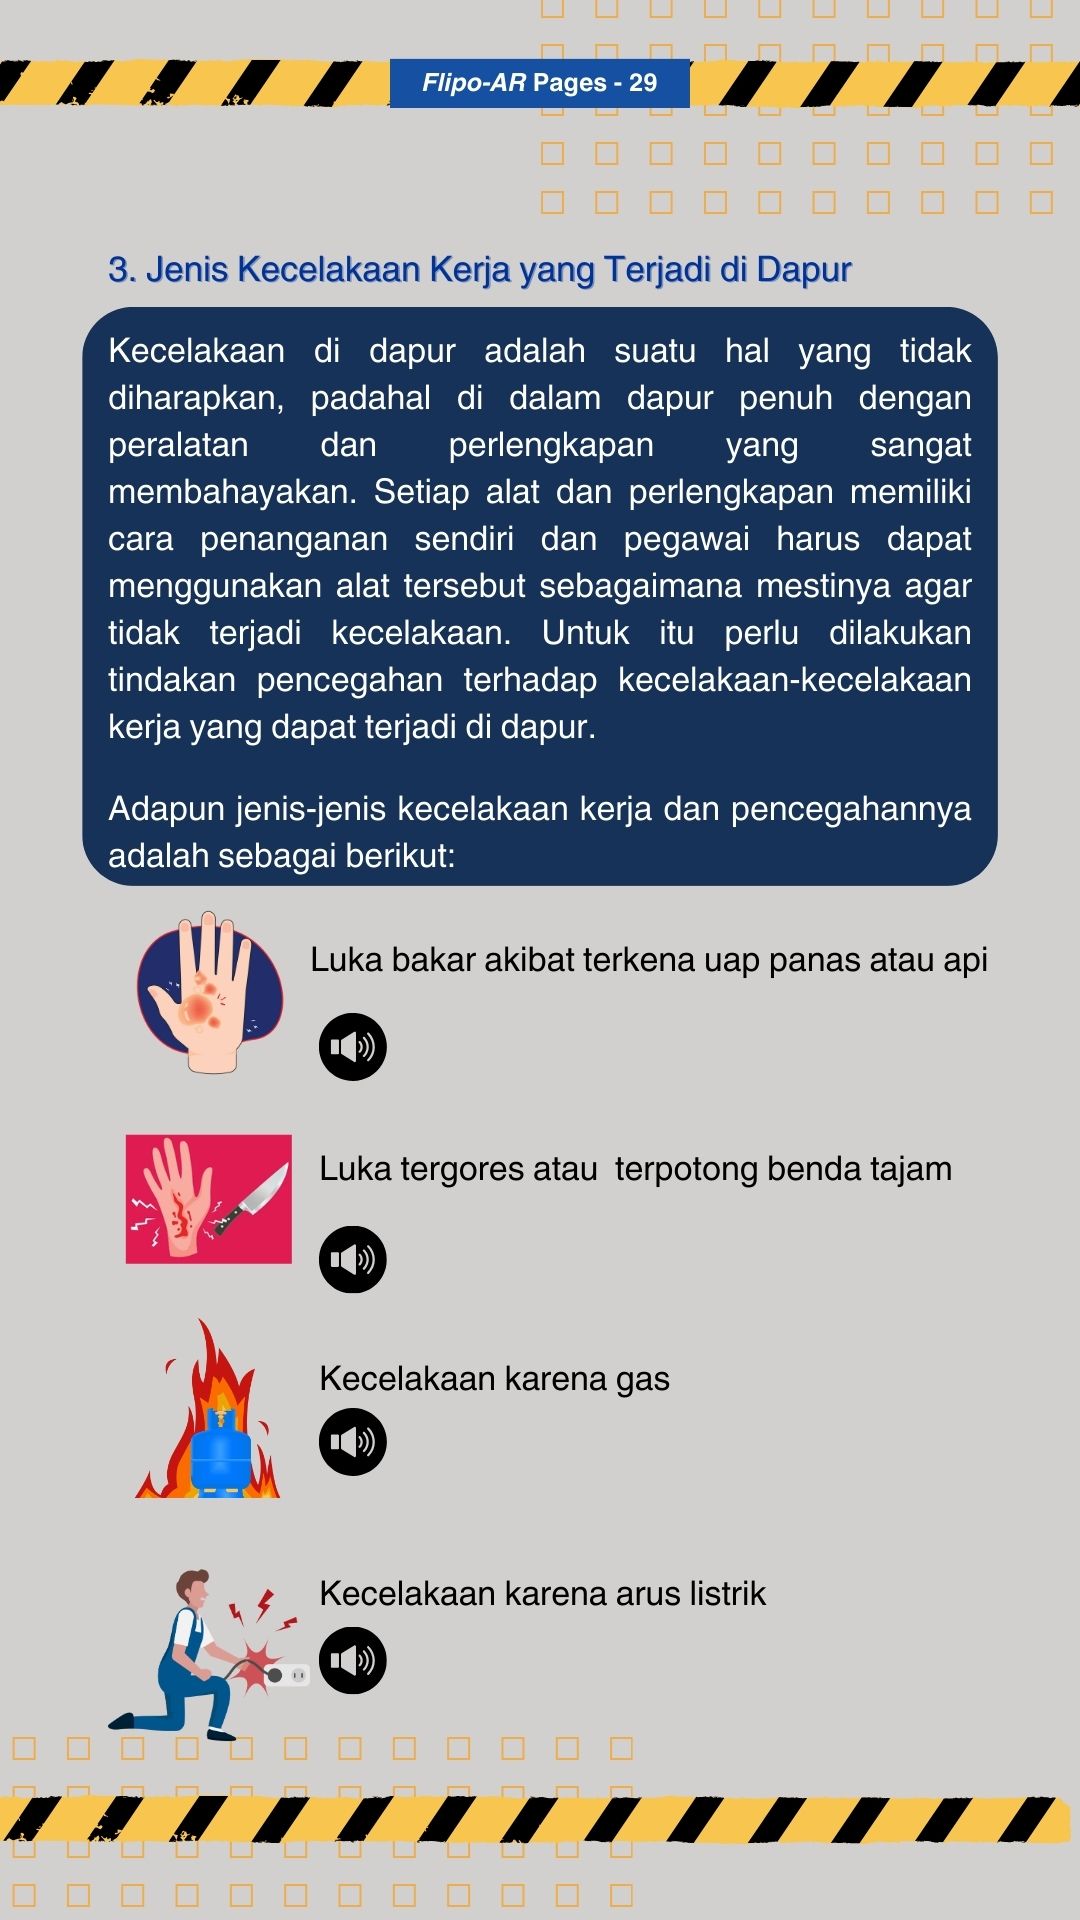 Flipo-AR Pages - 29
3. Jenis Kecelakaan Kerja yang Terjadi di Dapur
Kecelakaan di dapur adalah suatu hal yang tidak
diharapkan, padahal di dalam dapur penuh dengan
peralatan dan perlengkapan yang sangat
membahayakan. Setiap alat dan perlengkapan memiliki
cara penanganan sendiri dan pegawai harus dapat
menggunakan alat tersebut sebagaimana mestinya agar
tidak terjadi kecelakaan. Untuk itu perlu dilakukan
tindakan pencegahan terhadap kecelakaan-kecelakaan
kerja yang dapat terjadi di dapur.
Adapun jenis-jenis kecelakaan kerja dan pencegahannya
adalah sebagai berikut:
Luka bakar akibat terkena uap panas atau api
Luka tergores atau  terpotong benda tajam
Kecelakaan karena gas
Kecelakaan karena arus listrik